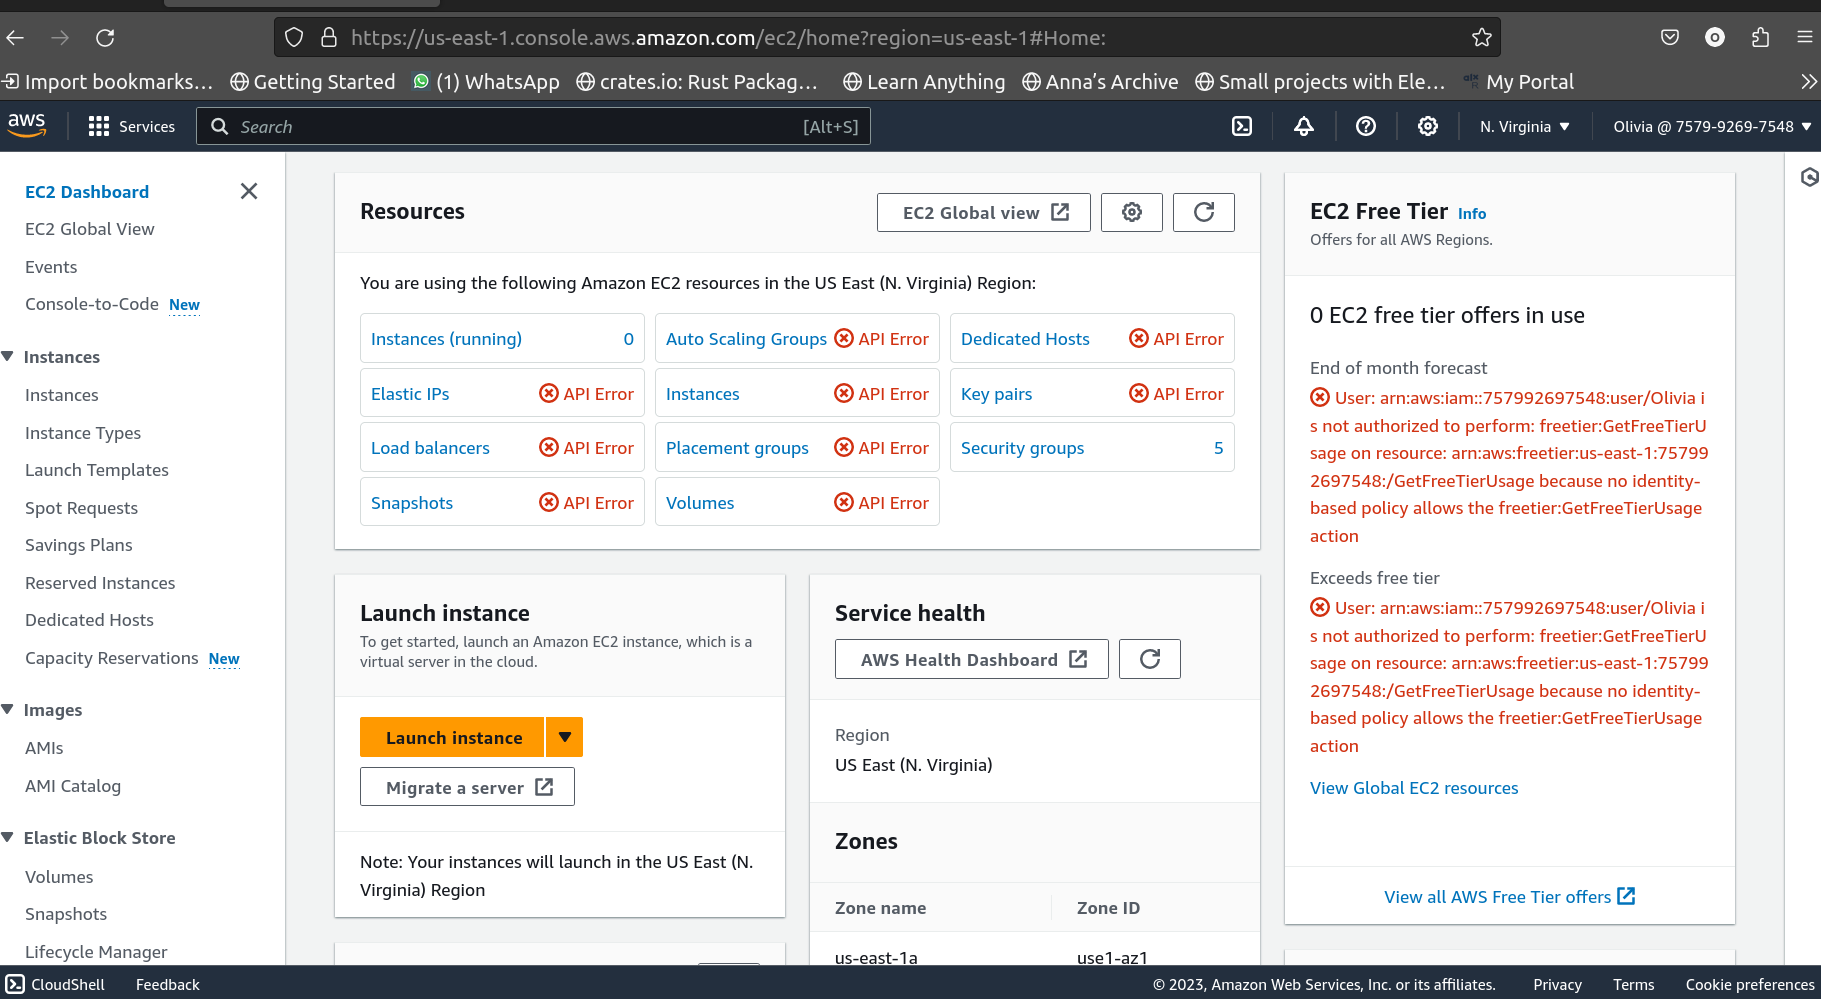 https://us-east-1.console.aws.amazon.com/ec2/home?region=us-east-1#Home:
O
Import bookmarks...
Getting Started
(1) WhatsApp
crates.io: Rust Packag...
Learn Anything
Anna's Archive
Small projects with Ele...
My Portal
aws
Services
Search
[Alt+S]
N. Virginia
Olivia @ 7579-9269-7548
EC2 Dashboard
EC2 Global View
Events
Console-to-Code New
Instances
Instances
Instance Types
Launch Templates
Spot Requests
Savings Plans
Reserved Instances
Dedicated Hosts
Capacity Reservations New
Images
AMIs
AMI Catalog
Elastic Block Store
Volumes
Snapshots
Lifecycle Manager
Resources
EC2 Global view
You are using the following Amazon EC2 resources in the US East (N. Virginia) Region:
Instances (running) 0
Auto Scaling Groups API Error
Dedicated Hosts API Error
Elastic IPs API Error
Instances API Error
Key pairs API Error
Load balancers API Error
Placement groups API Error
Security groups 5
Snapshots API Error
Volumes API Error
Launch instance
To get started, launch an Amazon EC2 instance, which is a
virtual server in the cloud.
Launch instance
Migrate a server
Note: Your instances will launch in the US East (N.
Virginia) Region
Service health
AWS Health Dashboard
Region
US East (N. Virginia)
Zones
Zone name Zone ID
us-east-1a use1-az1
EC2 Free Tier Info
Offers for all AWS Regions.
0 EC2 free tier offers in use
End of month forecast
User: arn:aws:iam::757992697548:user/Olivia i
s not authorized to perform: freetier:GetFreeTierU
sage on resource: arn:aws:freetier:us-east-1:75799
2697548:/GetFreeTierUsage because no identity-
based policy allows the freetier:GetFreeTierUsage
action
Exceeds free tier
User: arn:aws:iam::757992697548:user/Olivia i
s not authorized to perform: freetier:GetFreeTierU
sage on resource: arn:aws:freetier:us-east-1:75799
2697548:/GetFreeTierUsage because no identity-
based policy allows the freetier:GetFreeTierUsage
action
View Global EC2 resources
View all AWS Free Tier offers
CloudShell
Feedback
© 2023, Amazon Web Services, Inc. or its affiliates.
Privacy
Terms
Cookie preferences